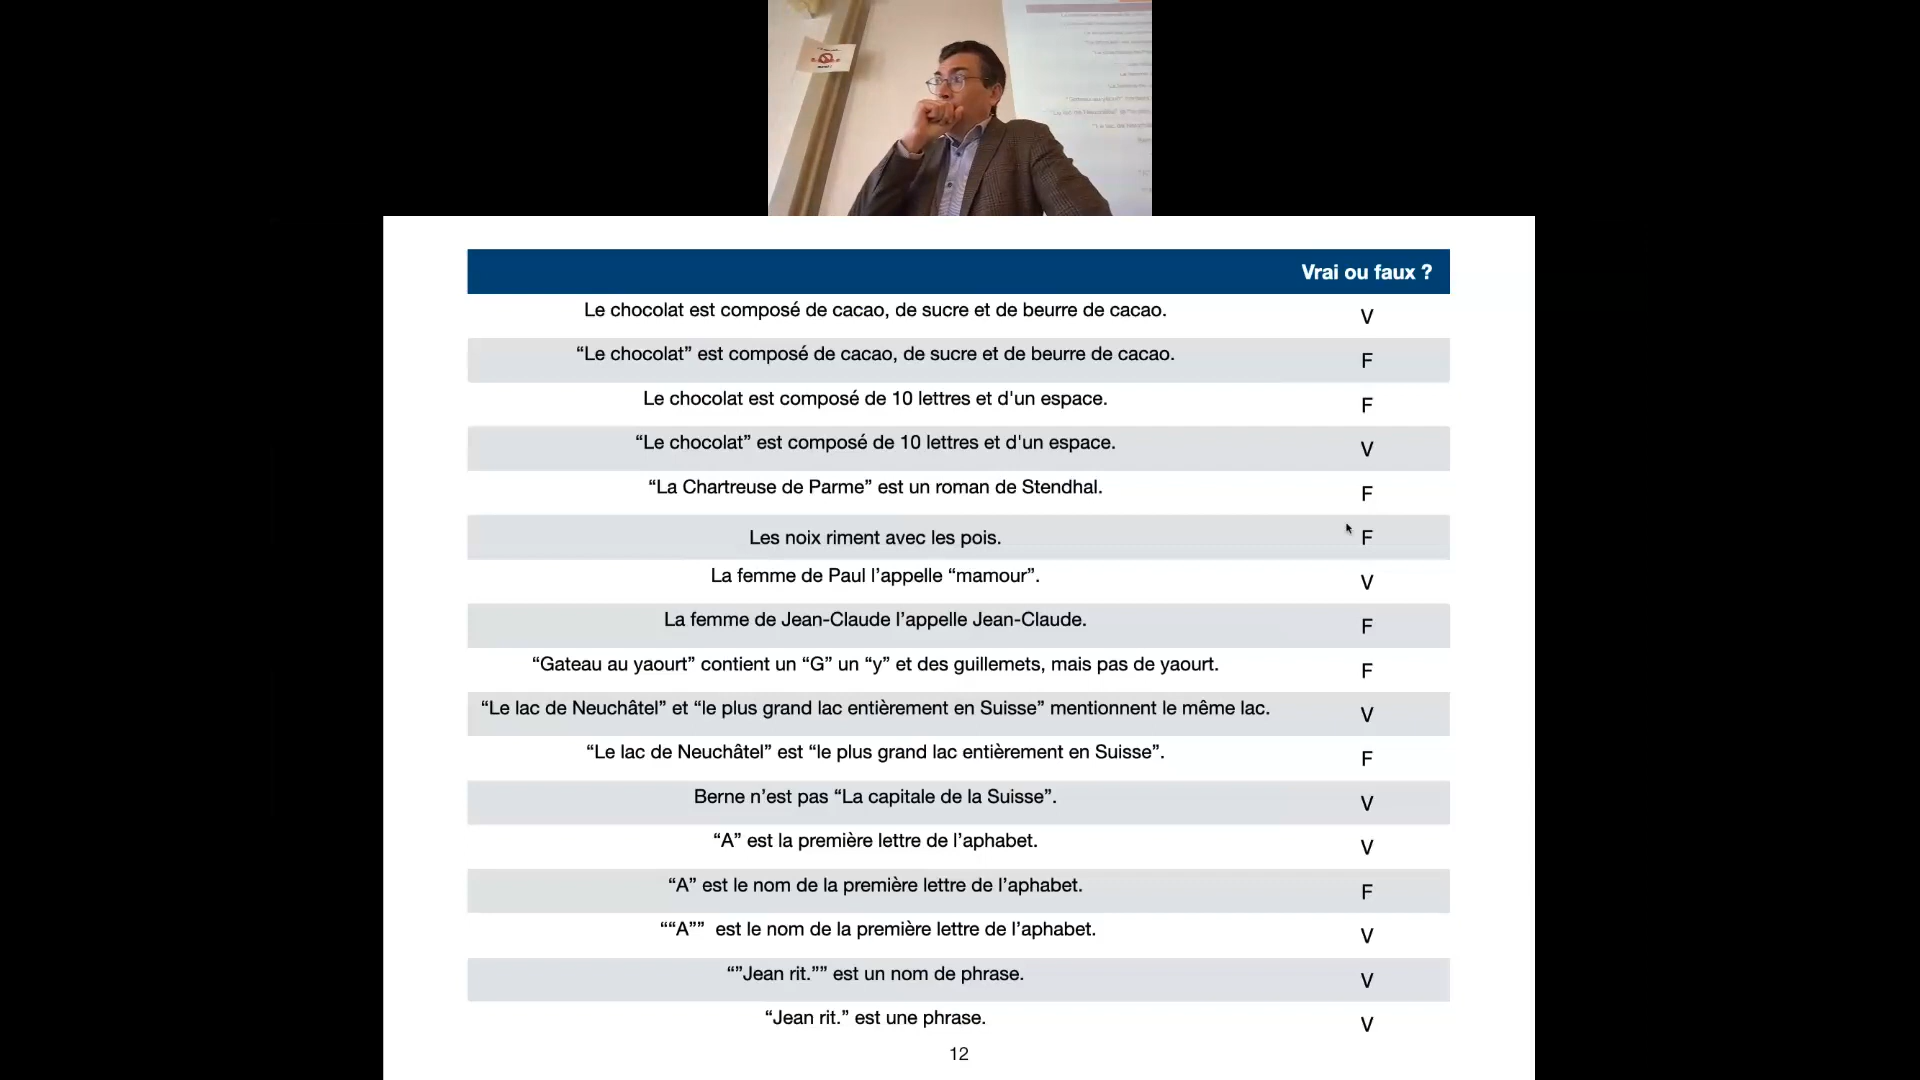 Vrai ou faux ?
Le chocolat est composé de cacao, de sucre et de beurre de cacao. V
“Le chocolat” est composé de cacao, de sucre et de beurre de cacao. F
Le chocolat est composé de 10 lettres et d'un espace. F
“Le chocolat” est composé de 10 lettres et d'un espace. V
“La Chartreuse de Parme” est un roman de Stendhal. F
Les noix riment avec les pois. F
La femme de Paul l’appelle “mamour”. V
La femme de Jean-Claude l’appelle Jean-Claude. F
“Gateau au yaourt” contient un “G” un “y” et des guillemets, mais pas de yaourt. F
“Le lac de Neuchâtel” et “le plus grand lac entièrement en Suisse” mentionnent le même lac. V
“Le lac de Neuchâtel” est “le plus grand lac entièrement en Suisse”. F
Berne n’est pas “La capitale de la Suisse”. V
“A” est la première lettre de l’aphabet. V
“A” est le nom de la première lettre de l’aphabet. F
““A”” est le nom de la première lettre de l’aphabet. V
“”Jean rit.”” est un nom de phrase. V
“Jean rit.” est une phrase. V
12